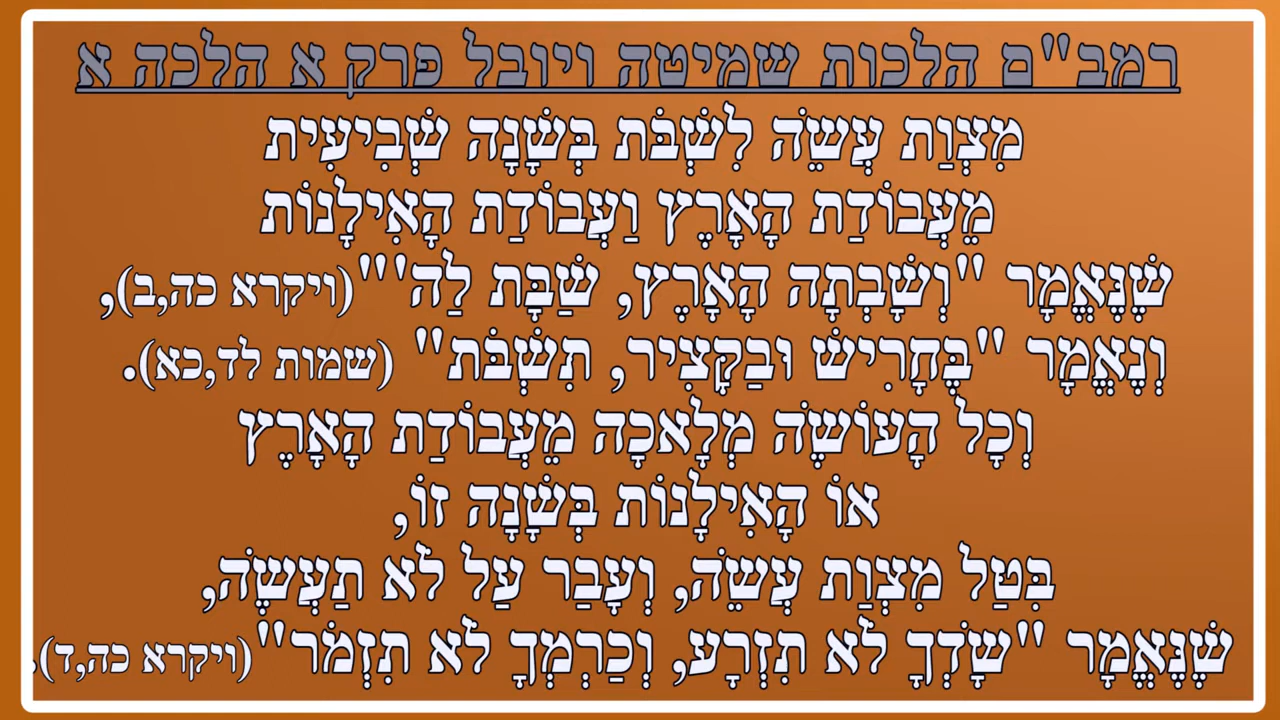 רמב"ם הלכות שמיטה ויובל פרק א הלכה א
מִצְוַת עֲשֵׂה לִשְׁבֹּת בְּשָׁנָה שְׁבִיעִית
מֵעֲבוֹדַת הָאָרֶץ וַעֲבוֹדַת הָאִילָנוֹת
שֶׁנֶּאֱמָר "וְשָׁבְתָה הָאָרֶץ, שַׁבָּת לַה'" (ויקרא כה,ב),
וְנֶאֱמָר "בֶּחָרִישׁ וּבַקָּצִיר, תִּשְׁבֹּת" (שמות לד,כא).
וְכָל הָעוֹשֶׂה מְלָאכָה מֵעֲבוֹדַת הָאָרֶץ
אוֹ הָאִילָנוֹת בְּשָׁנָה זוֹ,
בִּטַּל מִצְוַת עֲשֵׂה, וְעָבַר עַל לֹא תַעֲשֶׂה,
שֶׁנֶּאֱמָר "שָׂדְךָ לֹא תִזְרָע, וְכַרְמְךָ לֹא תִזְמֹר" (ויקרא כה,ד).